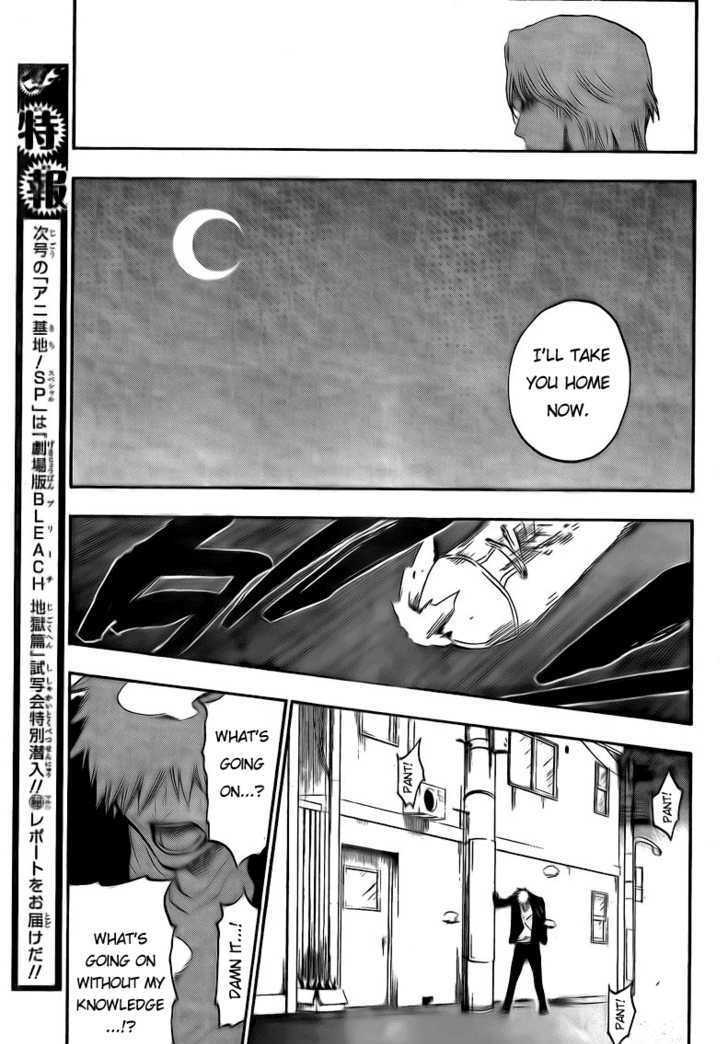 特報
次号の「アニ基地!SP」は『劇場版BLEACH 地獄篇』試写会特別潜入!!㊙レポートをお届けだ!!
I'LL TAKE
YOU HOME
NOW.
WHAT'S
GOING
ON...?
WHAT'S
GOING ON
WITHOUT MY
KNOWLEDGE
...!?
DAMN IT...!
PANT!
PANT!
PANT!